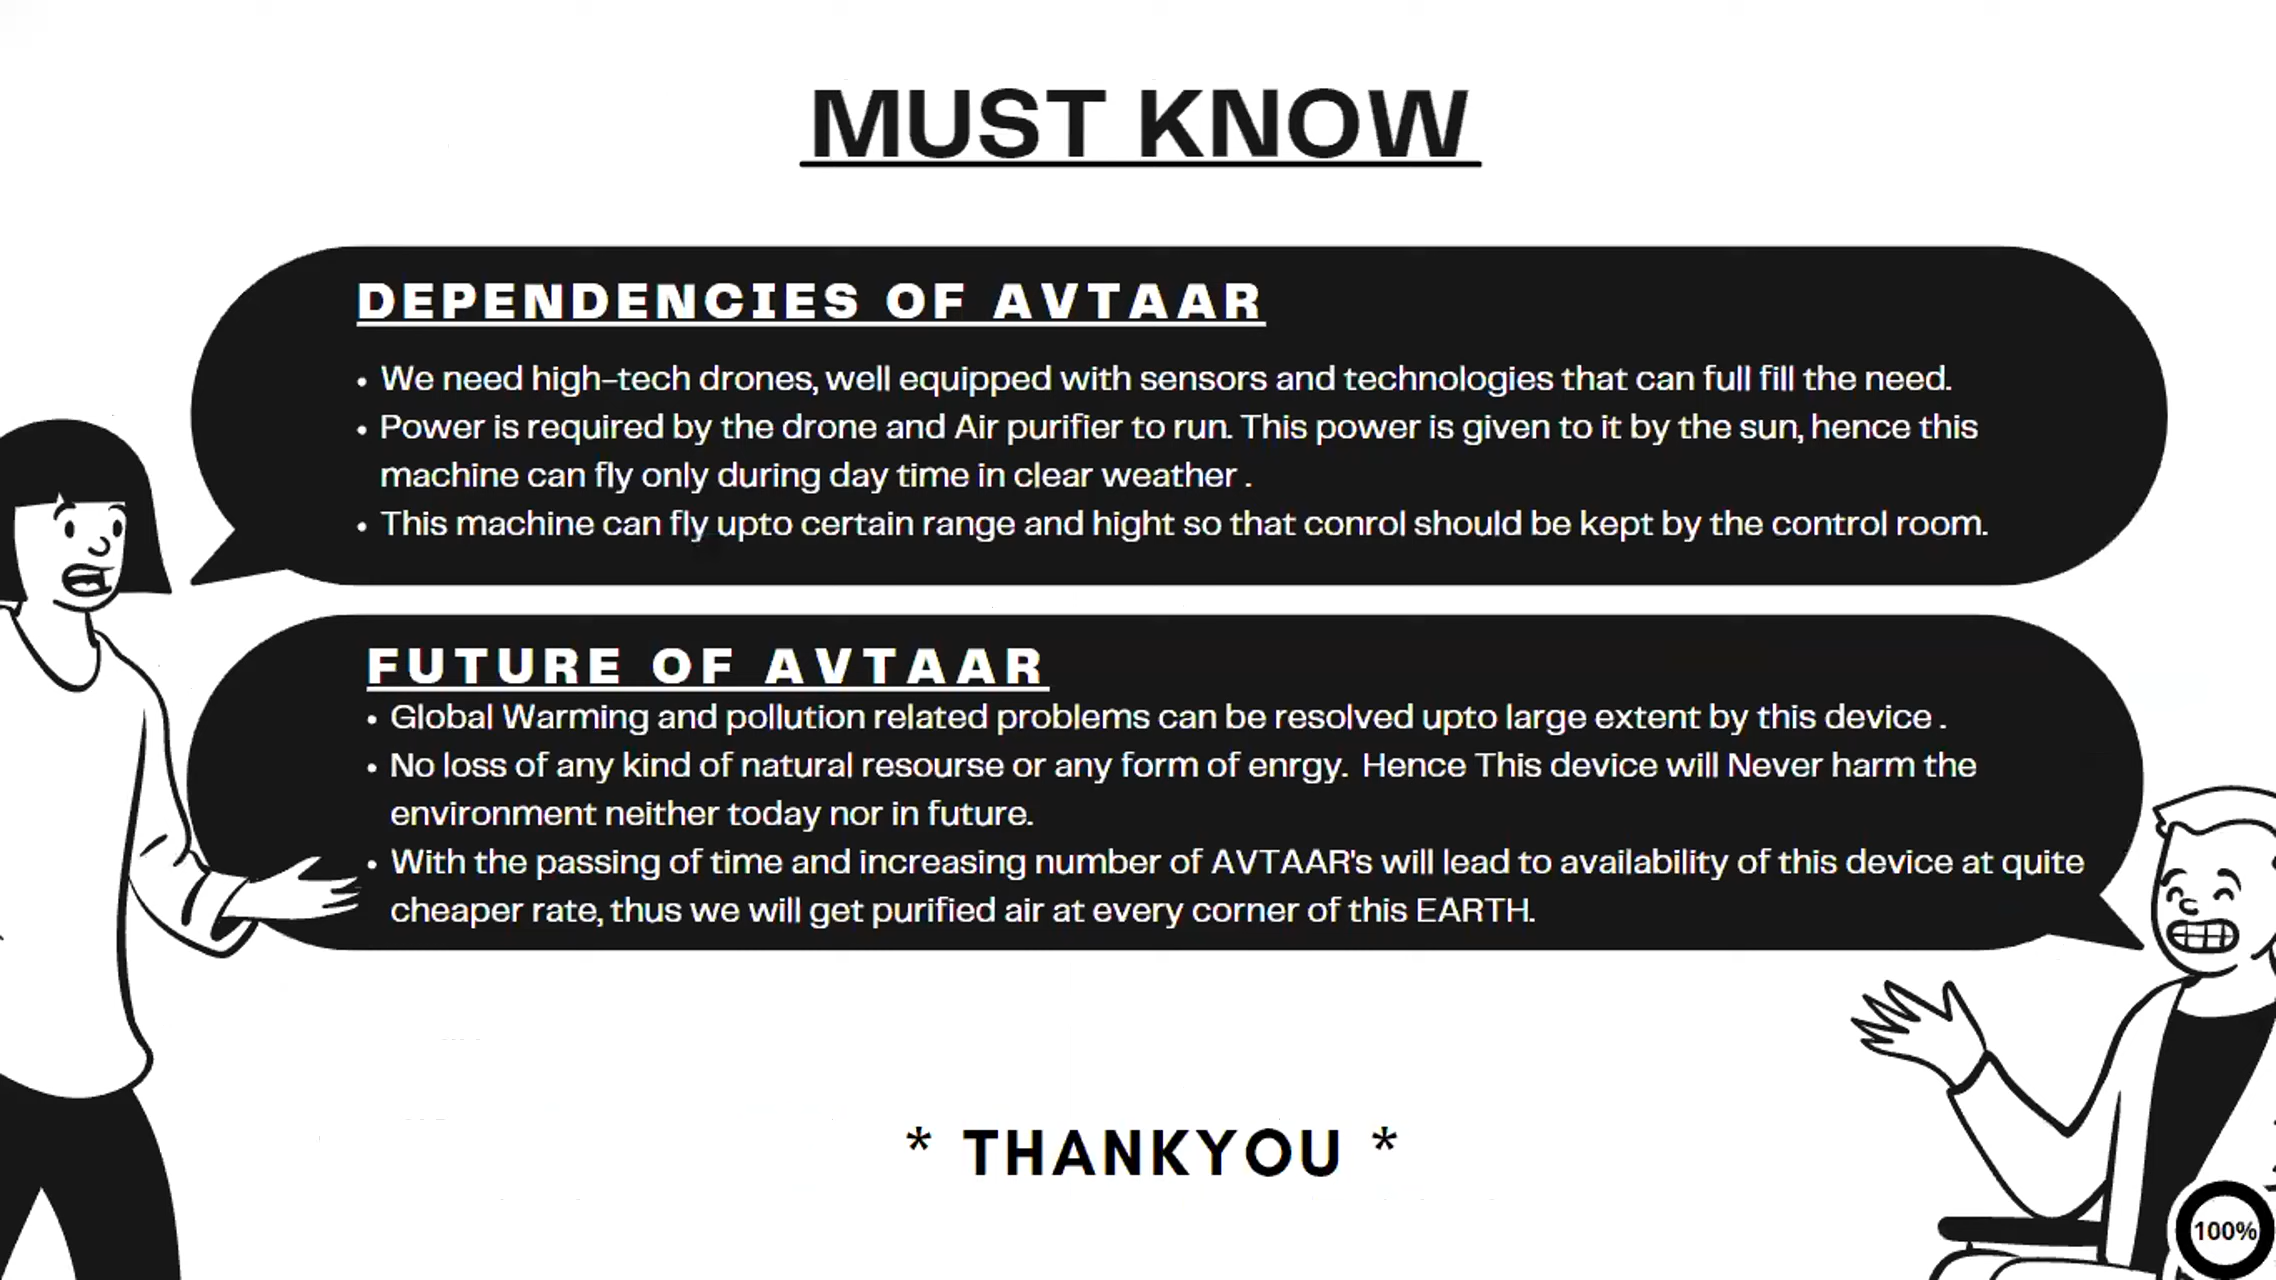 MUST KNOW
DEPENDENCIES OF AVTAAR
• We need high-tech drones, well equipped with sensors and technologies that can full fill the need.
• Power is required by the drone and Air purifier to run. This power is given to it by the sun, hence this
machine can fly only during day time in clear weather .
• This machine can fly upto certain range and hight so that conrol should be kept by the control room.
FUTURE OF AVTAAR
• Global Warming and pollution related problems can be resolved upto large extent by this device .
• No loss of any kind of natural resourse or any form of enrgy. Hence This device will Never harm the
environment neither today nor in future.
• With the passing of time and increasing number of AVTAAR's will lead to availability of this device at quite
cheaper rate, thus we will get purified air at every corner of this EARTH.
* THANKYOU *
100%